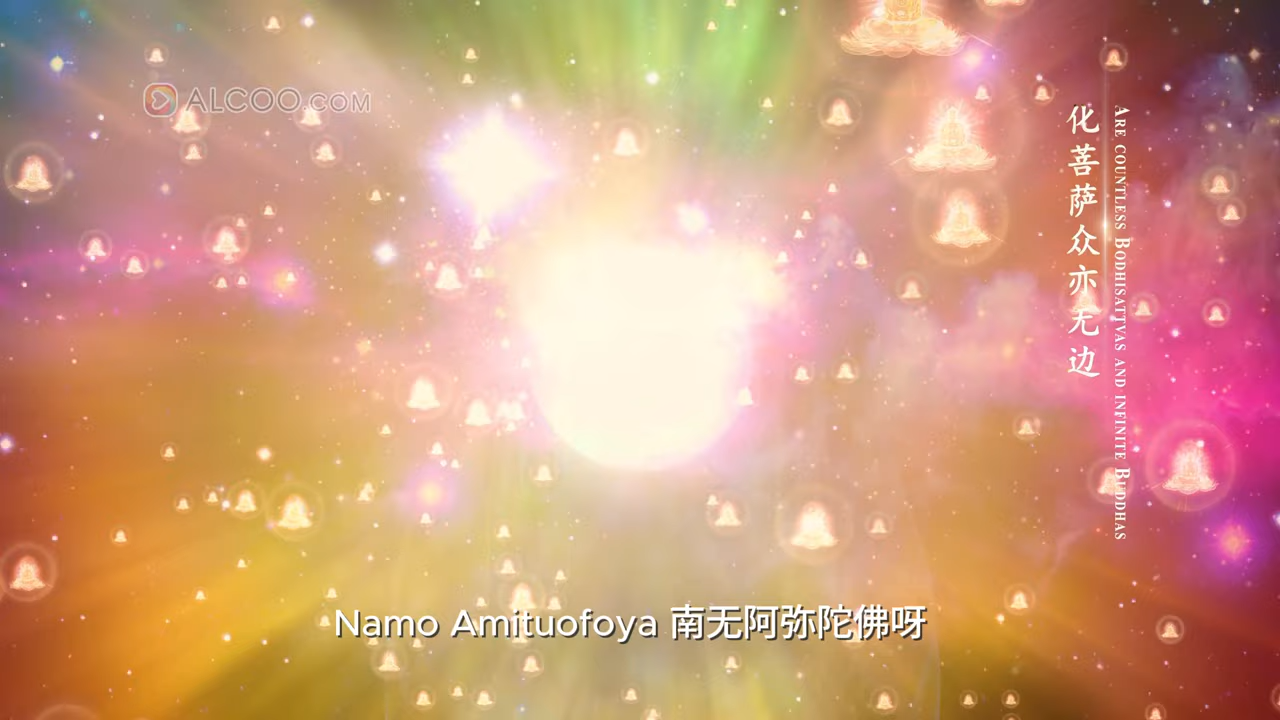 ALCOO.COM
化菩萨众亦无边
ARE COUNTLESS BODHISATTVAS AND INFINITE BUDDHAS
Namo Amituofoya 南无阿弥陀佛呀